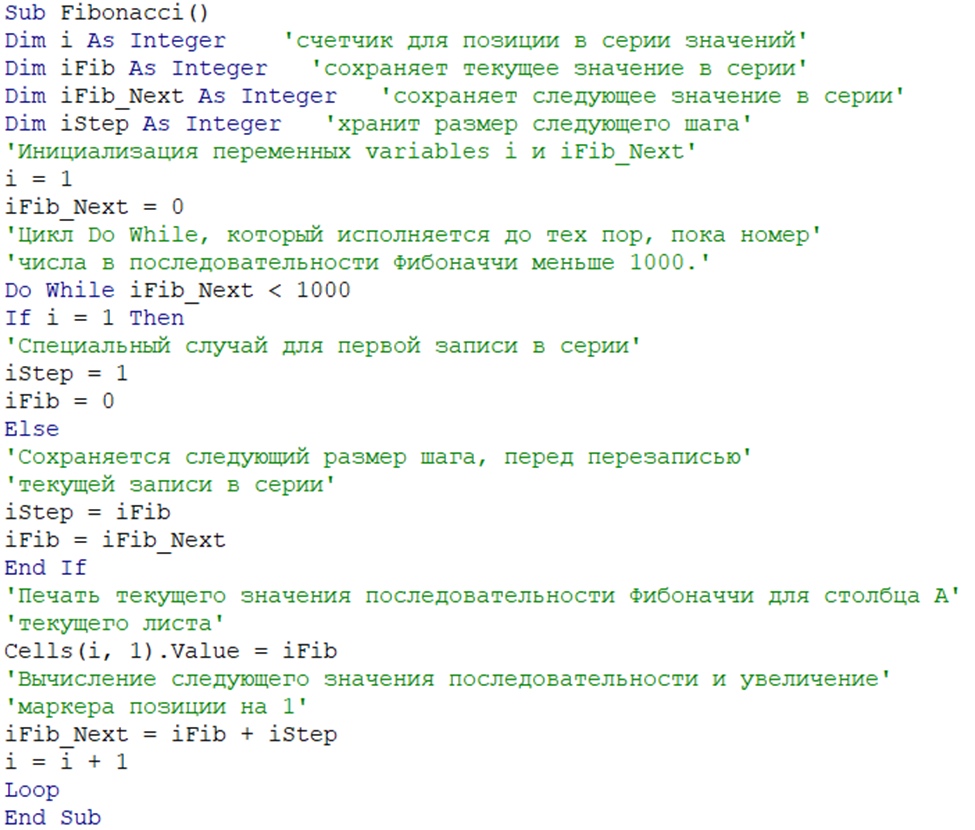 Sub Fibonacci()
Dim i As Integer    'счетчик для позиции в серии значений'
Dim iFib As Integer   'сохраняет текущее значение в серии'
Dim iFib_Next As Integer   'сохраняет следующее значение в серии'
Dim iStep As Integer   'хранит размер следующего шага'
'Инициализация переменных variables i и iFib_Next'
i = 1
iFib_Next = 0
'Цикл Do While, который исполняется до тех пор, пока номер'
'числа в последовательности Фибоначчи меньше 1000.'
Do While iFib_Next < 1000
If i = 1 Then
'Специальный случай для первой записи в серии'
iStep = 1
iFib = 0
Else
'Сохраняется следующий размер шага, перед перезаписью'
'текущей записи в серии'
iStep = iFib
iFib = iFib_Next
End If
'Печать текущего значения последовательности Фибоначчи для столбца A'
'текущего листа'
Cells(i, 1).Value = iFib
'Вычисление следующего значения последовательности и увеличение'
'маркера позиции на 1'
iFib_Next = iFib + iStep
i = i + 1
Loop
End Sub